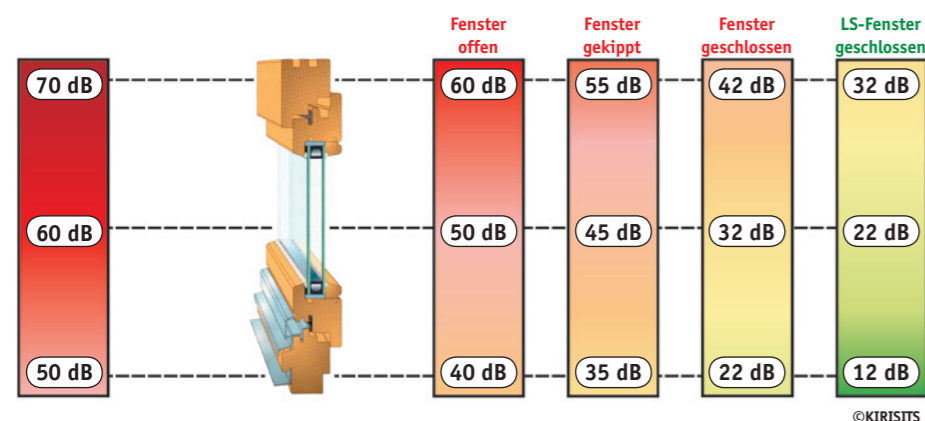 Fenster offen
Fenster gekippt
Fenster geschlossen
LS-Fenster geschlossen
70 dB 60 dB 55 dB 42 dB 32 dB
60 dB 50 dB 45 dB 32 dB 22 dB
50 dB 40 dB 35 dB 22 dB 12 dB
©KIRISITS